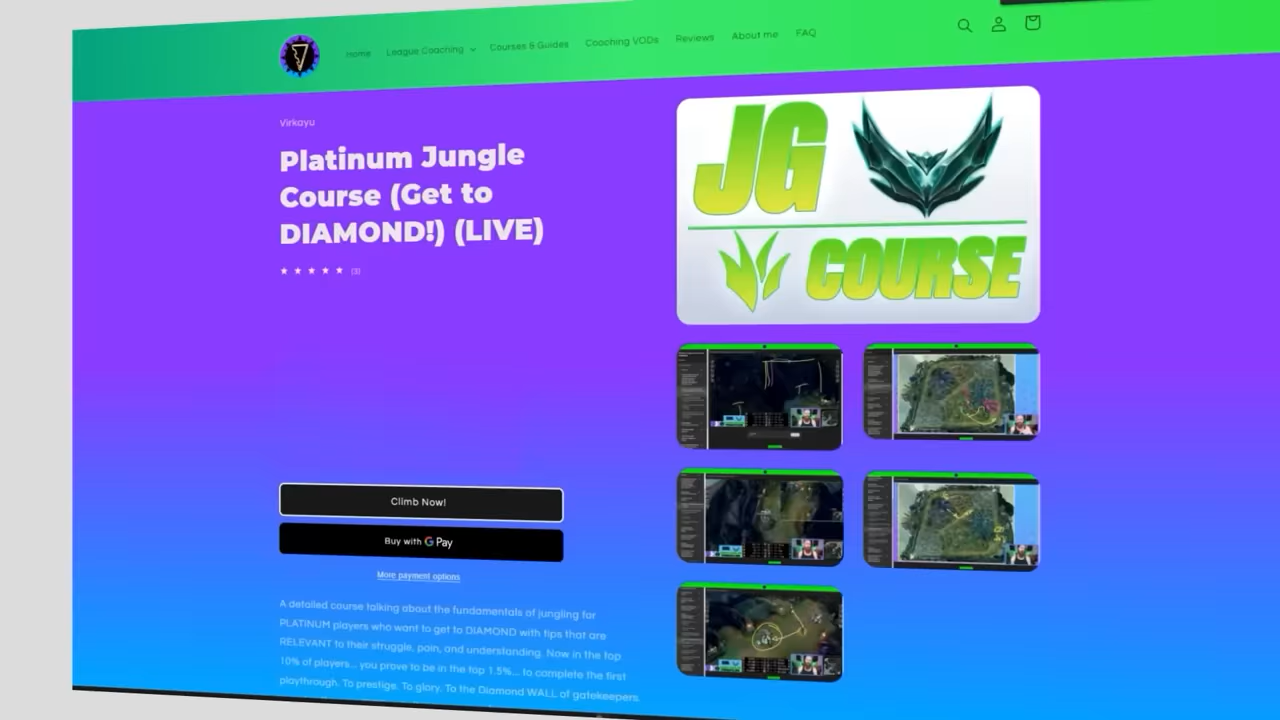 Home League Coaching Courses & Guides Coaching VODs Reviews About me FAQ
Virkayu
Platinum Jungle
Course (Get to
DIAMOND!) (LIVE)
(3)
JG
COURSE
Climb Now!
Buy with G Pay
More payment options
A detailed course talking about the fundamentals of jungling for
PLATINUM players who want to get to DIAMOND with tips that are
RELEVANT to their struggle, pain, and understanding. Now in the top
10% of players... you prove to be in the top 1.5%... to complete the first
playthrough. To prestige. To glory. To the Diamond WALL of gatekeepers.